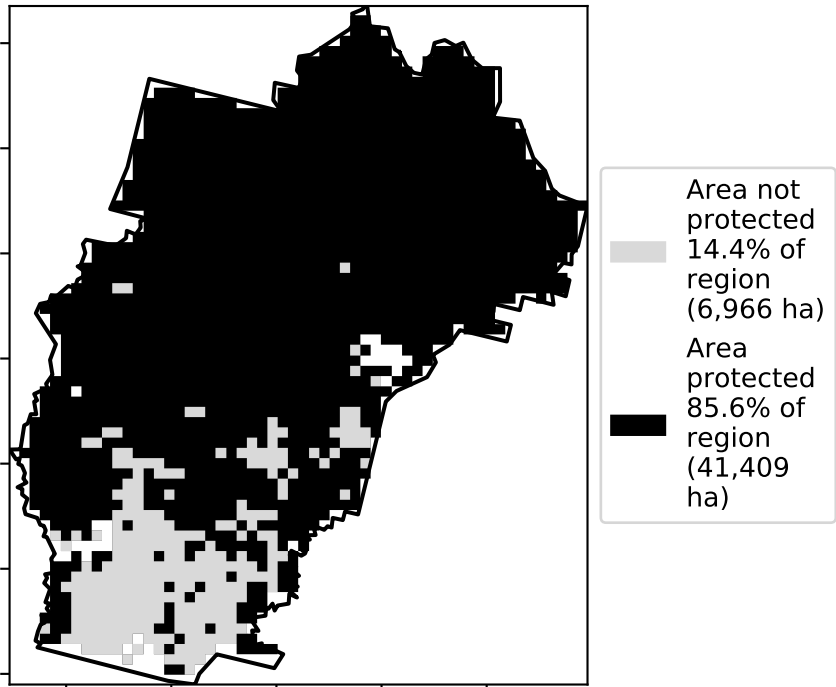 Area not
protected
14.4% of
region
(6,966 ha)
Area
protected
85.6% of
region
(41,409
ha)